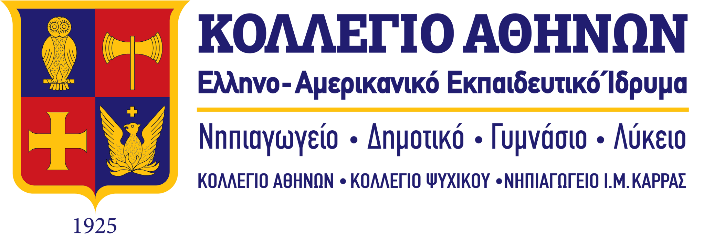 ΚΟΛΛΕΓΙΟ ΑΘΗΝΩΝ
Ελληνο-Αμερικανικό Εκπαιδευτικό Ίδρυμα
Νηπιαγωγείο • Δημοτικό • Γυμνάσιο • Λύκειο
ΚΟΛΛΕΓΙΟ ΑΘΗΝΩΝ • ΚΟΛΛΕΓΙΟ ΨΥΧΙΚΟΥ • ΝΗΠΙΑΓΩΓΕΙΟ Ι.Μ. ΚΑΡΡΑΣ
1925